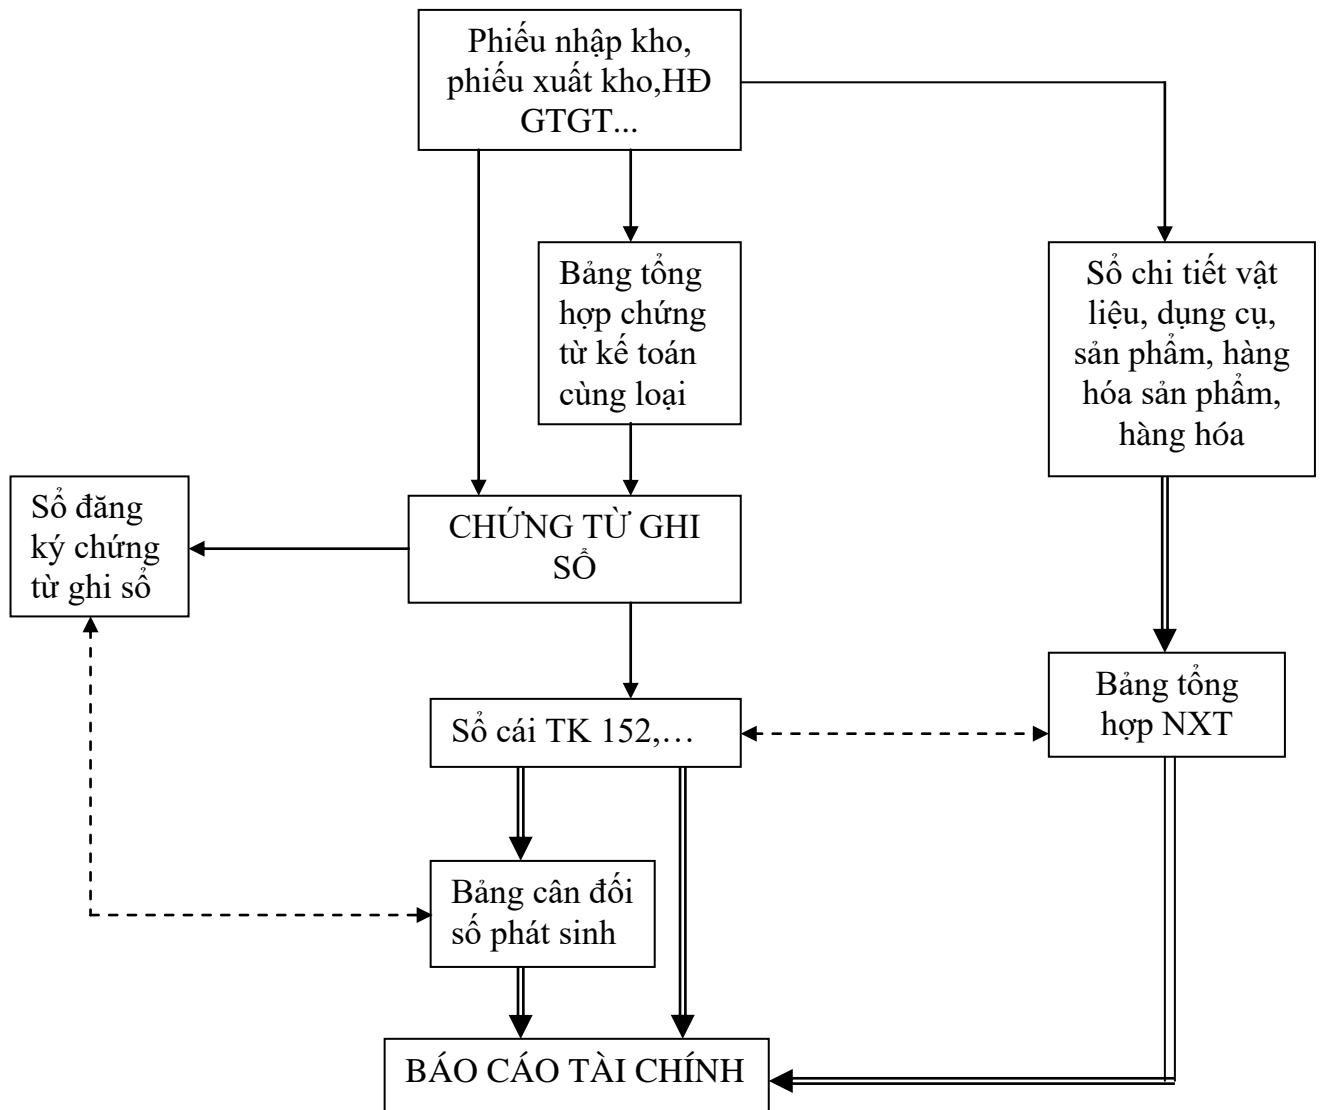 Phiếu nhập kho,
phiếu xuất kho,HĐ
GTGT...
Bảng tổng
hợp chứng
từ kế toán
cùng loại
Sổ chi tiết vật
liệu, dụng cụ,
sản phẩm, hàng
hóa sản phẩm,
hàng hóa
Sổ đăng
ký chứng
từ ghi sổ
CHỨNG TỪ GHI
SỔ
Sổ cái TK 152,…
Bảng tổng
hợp NXT
Bảng cân đối
số phát sinh
BÁO CÁO TÀI CHÍNH